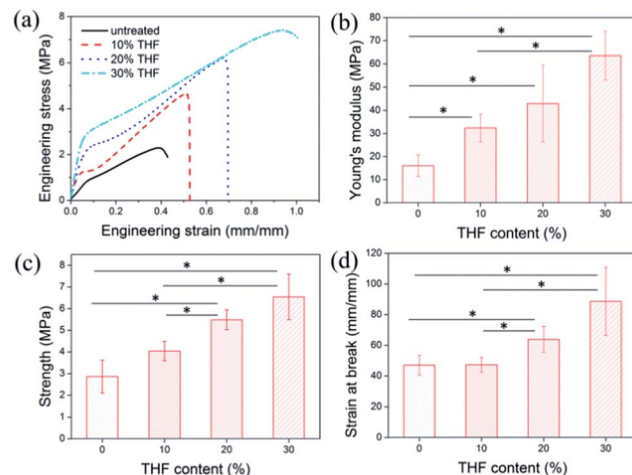 (a)
untreated
10% THF
20% THF
30% THF
Engineering stress (MPa)
8
6
4
2
0
0.0 0.2 0.4 0.6 0.8 1.0
Engineering strain (mm/mm)
(b)
Young's modulus (MPa)
80
70
60
50
40
30
20
10
0
* * * *
0 10 20 30
THF content (%)
(c)
Strength (MPa)
8
7
6
5
4
3
2
1
0
* * * *
0 10 20 30
THF content (%)
(d)
Strain at break (mm/mm)
120
100
80
60
40
20
0
* * * *
0 10 20 30
THF content (%)